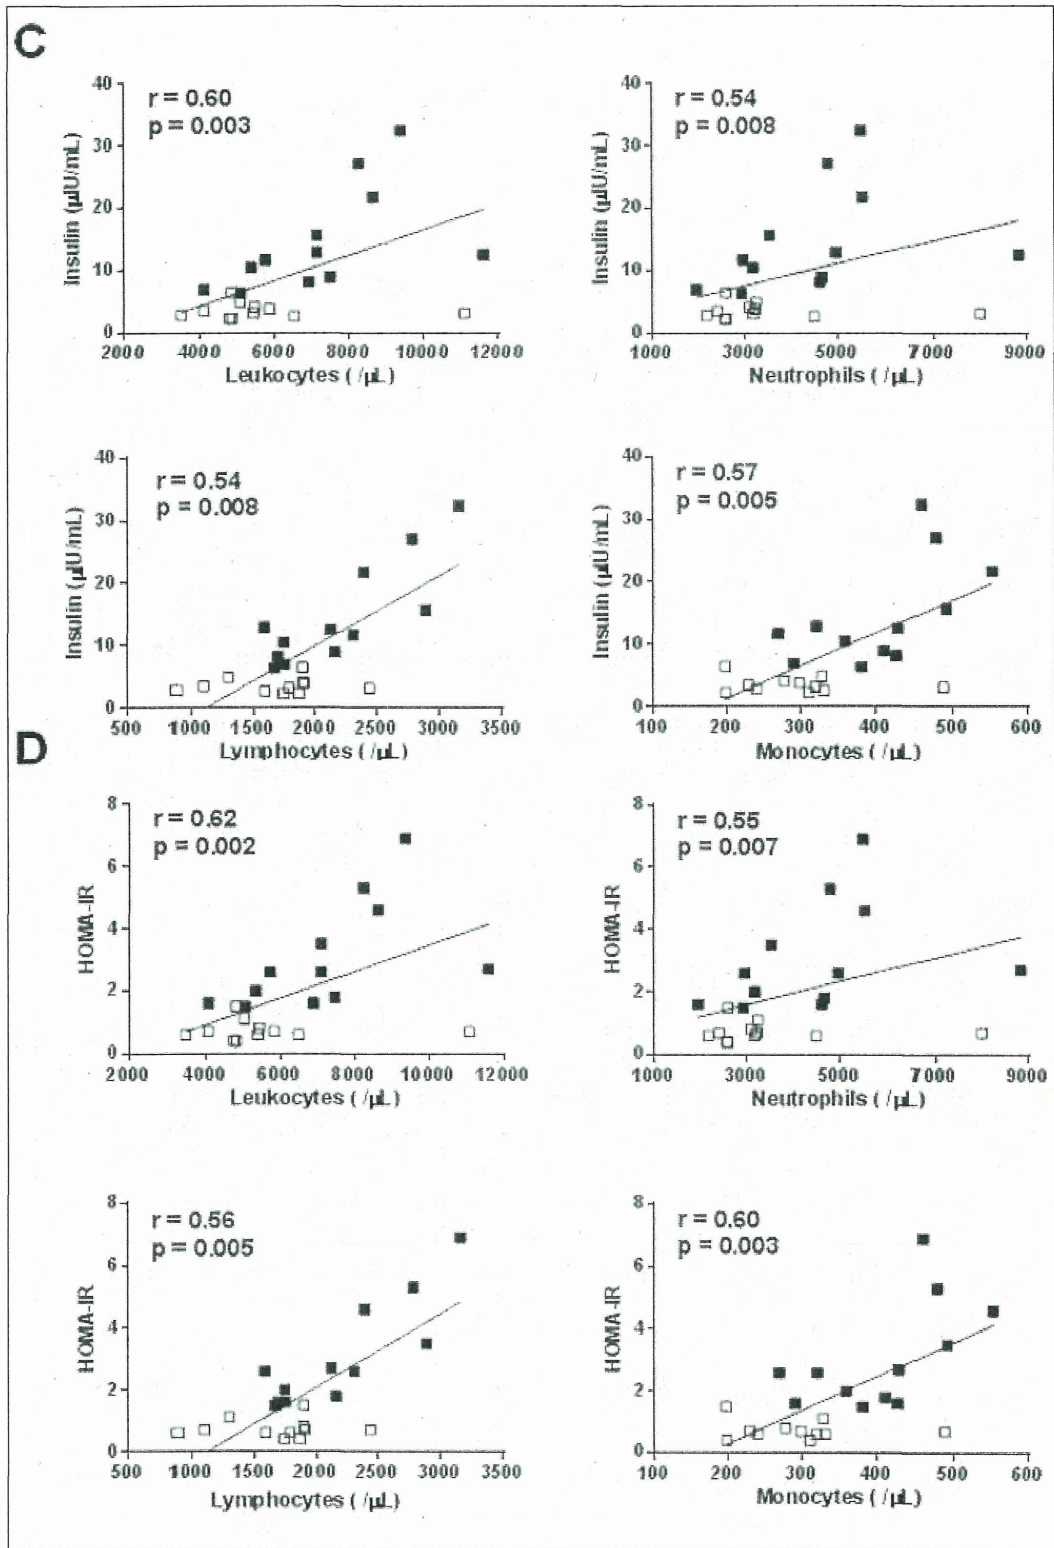 C
r = 0.60
p = 0.003
Insulin (µIU/mL)
40
30
20
10
0
2000 4000 6000 8000 10000 12000
Leukocytes ( /µL)
r = 0.54
p = 0.008
Insulin (µIU/mL)
40
30
20
10
0
1000 3000 5000 7000 9000
Neutrophils ( /µL)
r = 0.54
p = 0.008
Insulin (µIU/mL)
40
30
20
10
0
500 1000 1500 2000 2500 3000 3500
Lymphocytes ( /µL)
r = 0.57
p = 0.005
Insulin (µIU/mL)
40
30
20
10
0
100 200 300 400 500 600
Monocytes ( /µL)
D
r = 0.62
p = 0.002
HOMA-IR
8
6
4
2
0
2000 4000 6000 8000 10000 12000
Leukocytes ( /µL)
r = 0.55
p = 0.007
HOMA-IR
8
6
4
2
0
1000 3000 5000 7000 9000
Neutrophils ( /µL)
r = 0.56
p = 0.005
HOMA-IR
8
6
4
2
0
500 1000 1500 2000 2500 3000 3500
Lymphocytes ( /µL)
r = 0.60
p = 0.003
HOMA-IR
8
6
4
2
0
100 200 300 400 500 600
Monocytes ( /µL)